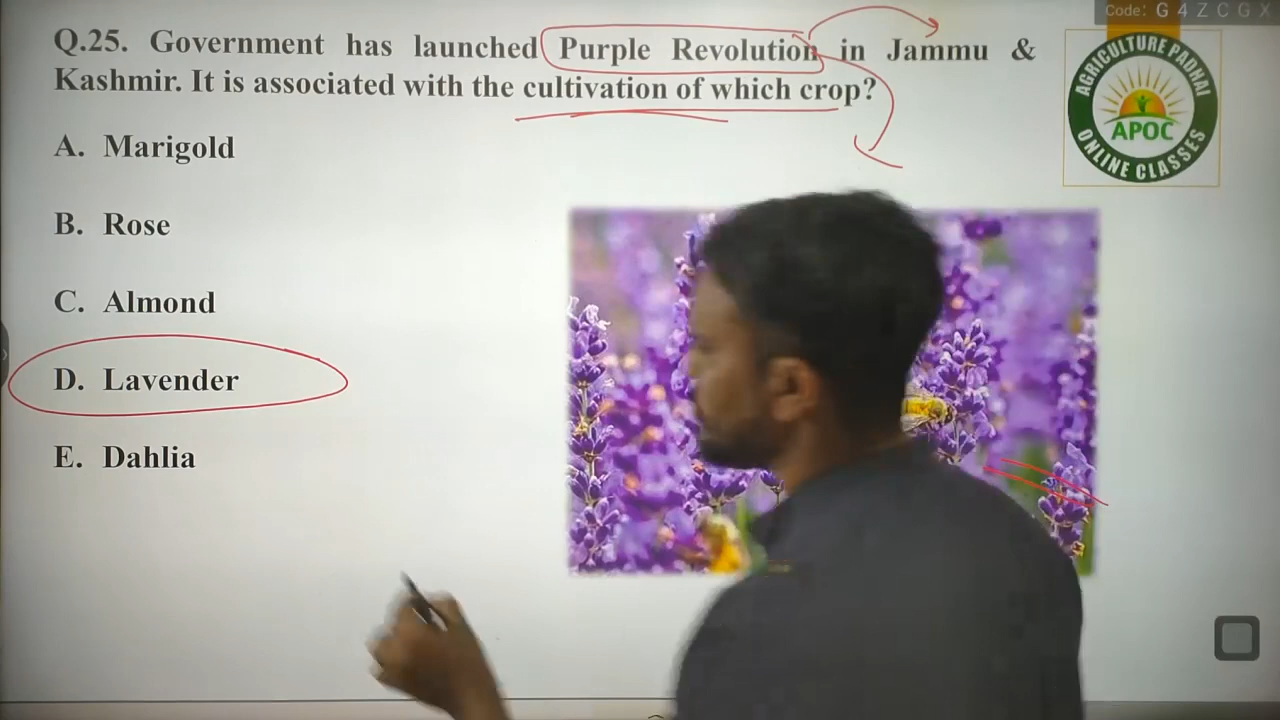 Code: G 4 Z C G X
Q.25. Government has launched Purple Revolution in Jammu &
Kashmir. It is associated with the cultivation of which crop?
A. Marigold
B. Rose
C. Almond
D. Lavender
E. Dahlia
AGRICULTURE PADHAI
APOC
ONLINE CLASSES